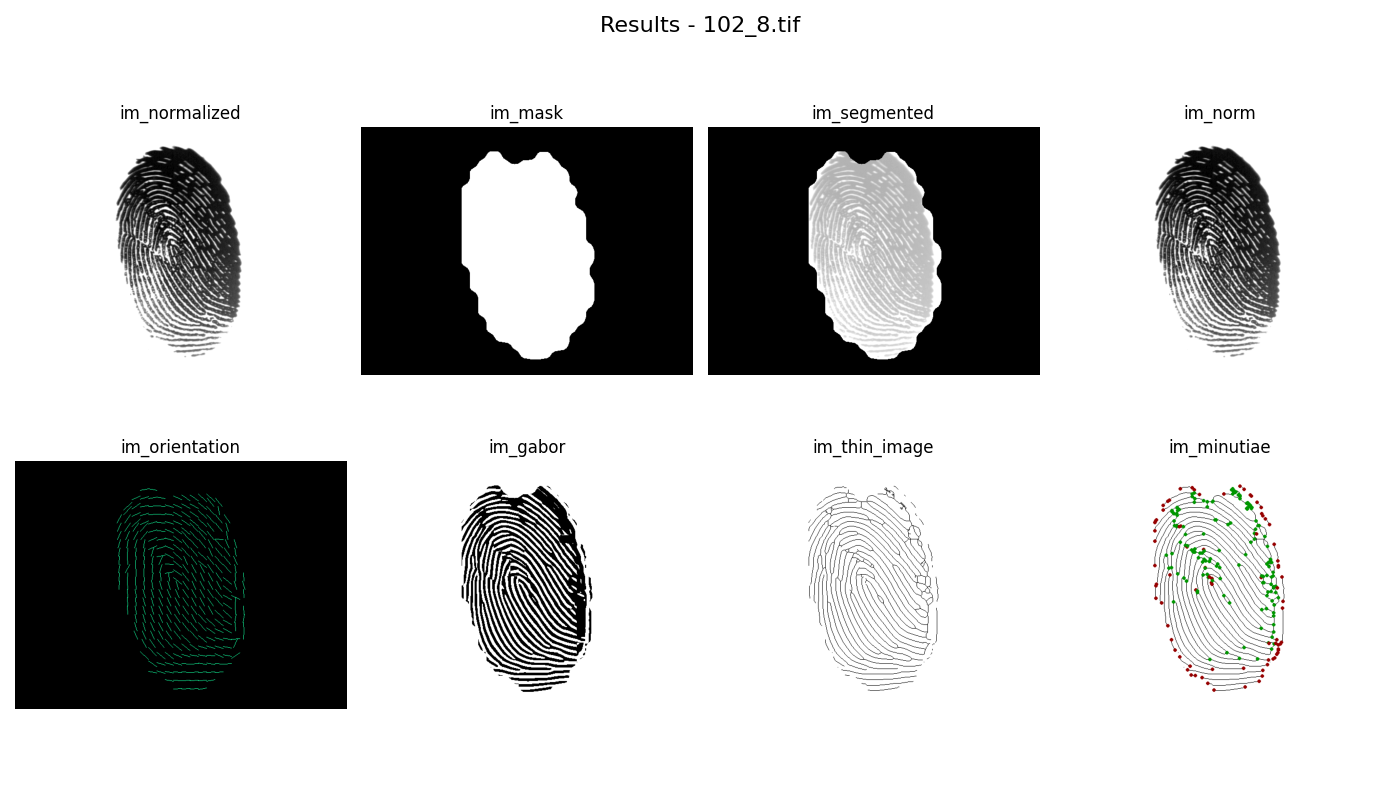 Results - 102_8.tif
im_normalized
im_mask
im_segmented
im_norm
im_orientation
im_gabor
im_thin_image
im_minutiae